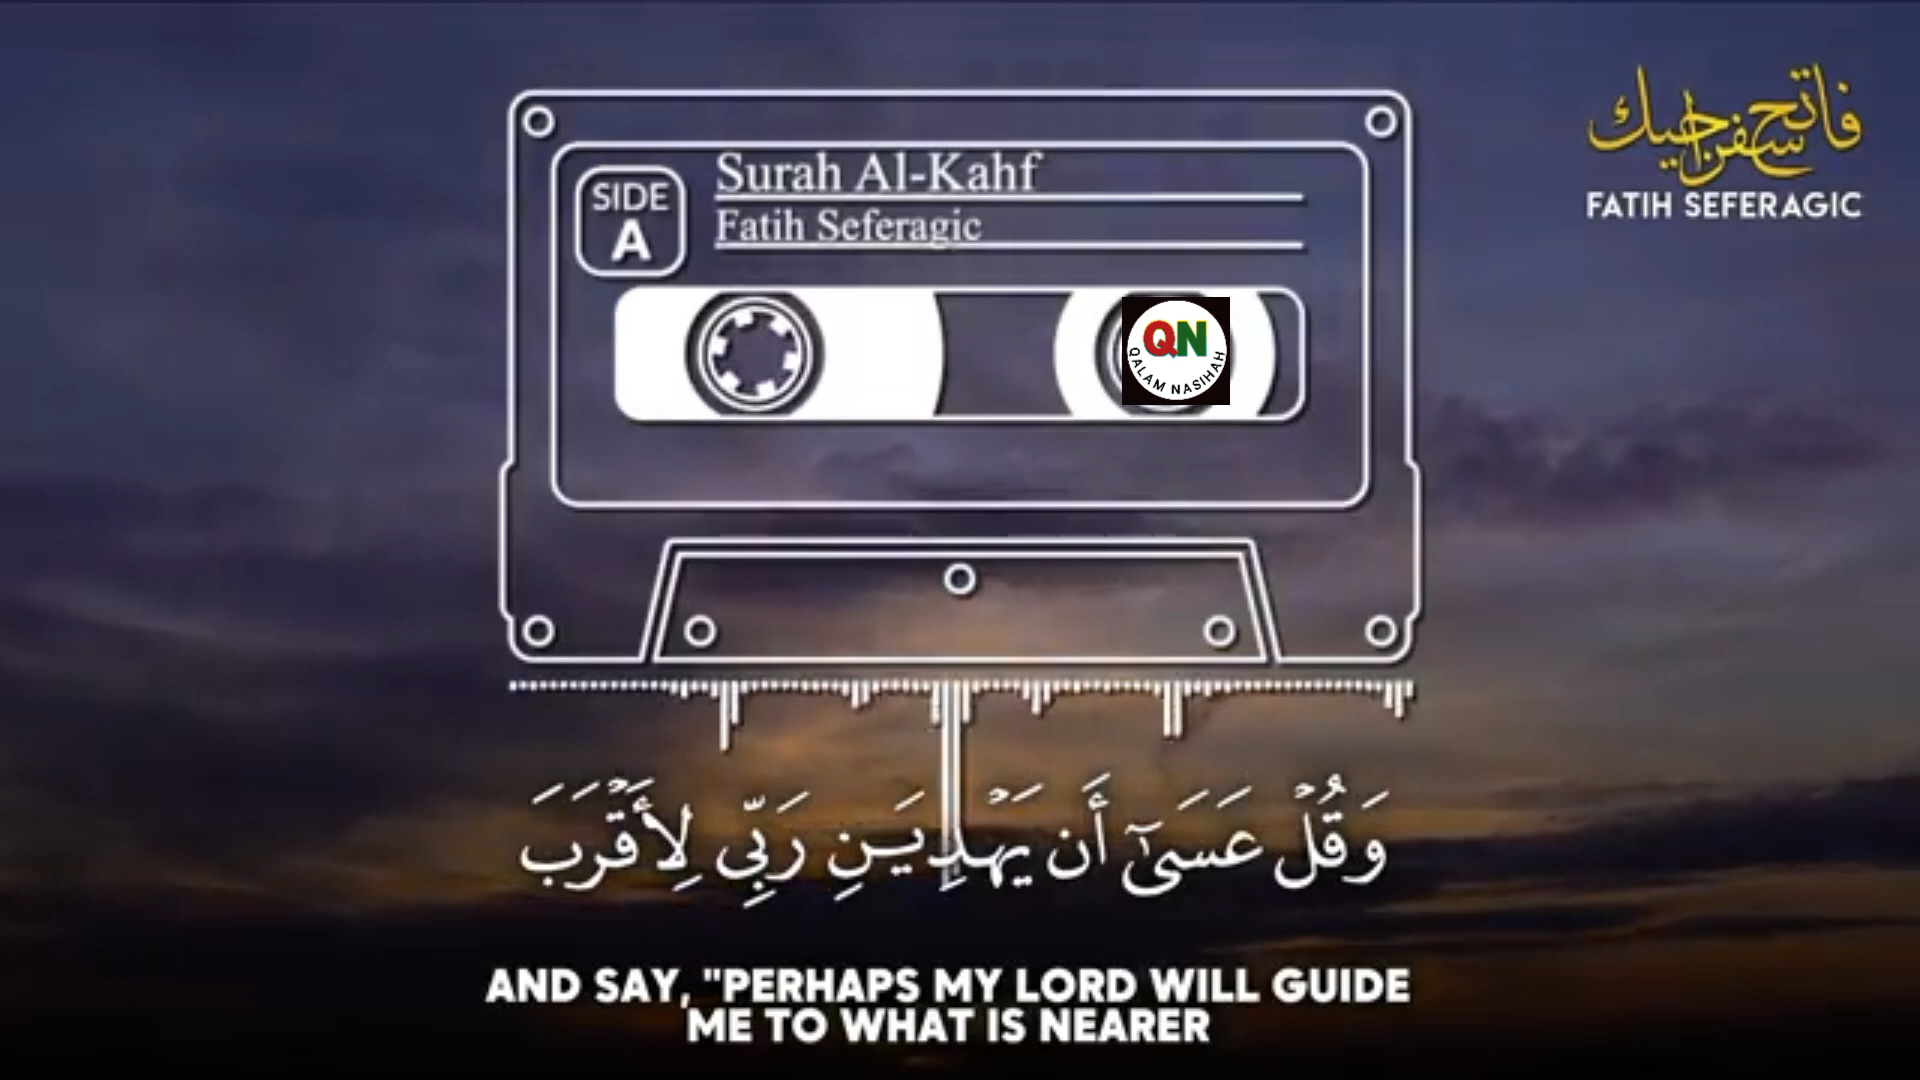 فاتح سفراجيك
FATIH SEFERAGIC
SIDE
A
Surah Al-Kahf
Fatih Seferagic
QN
QALAM NASIHAH
وَقُلْ عَسَىٰٓ أَن يَهْدِيَنِ رَبِّى لِأَقْرَبَ
AND SAY, "PERHAPS MY LORD WILL GUIDE
ME TO WHAT IS NEARER